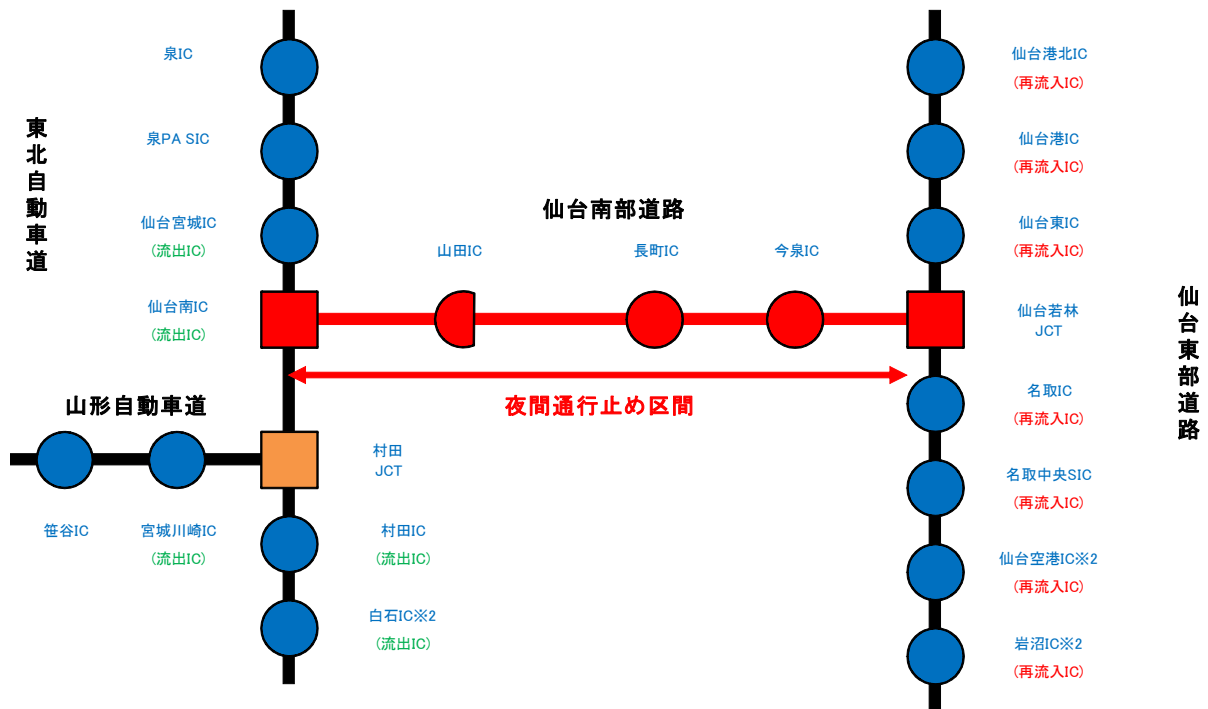 東北自動車道
泉IC
泉PA SIC
仙台宮城IC
(流出IC)
仙台南IC
(流出IC)
仙台南部道路
山田IC
長町IC
今泉IC
夜間通行止め区間
山形自動車道
笹谷IC
宮城川崎IC
(流出IC)
村田
JCT
村田IC
(流出IC)
白石IC※2
(流出IC)
仙台港北IC
(再流入IC)
仙台港IC
(再流入IC)
仙台東IC
(再流入IC)
仙台若林
JCT
名取IC
(再流入IC)
名取中央SIC
(再流入IC)
仙台空港IC※2
(再流入IC)
岩沼IC※2
(再流入IC)
仙台東部道路